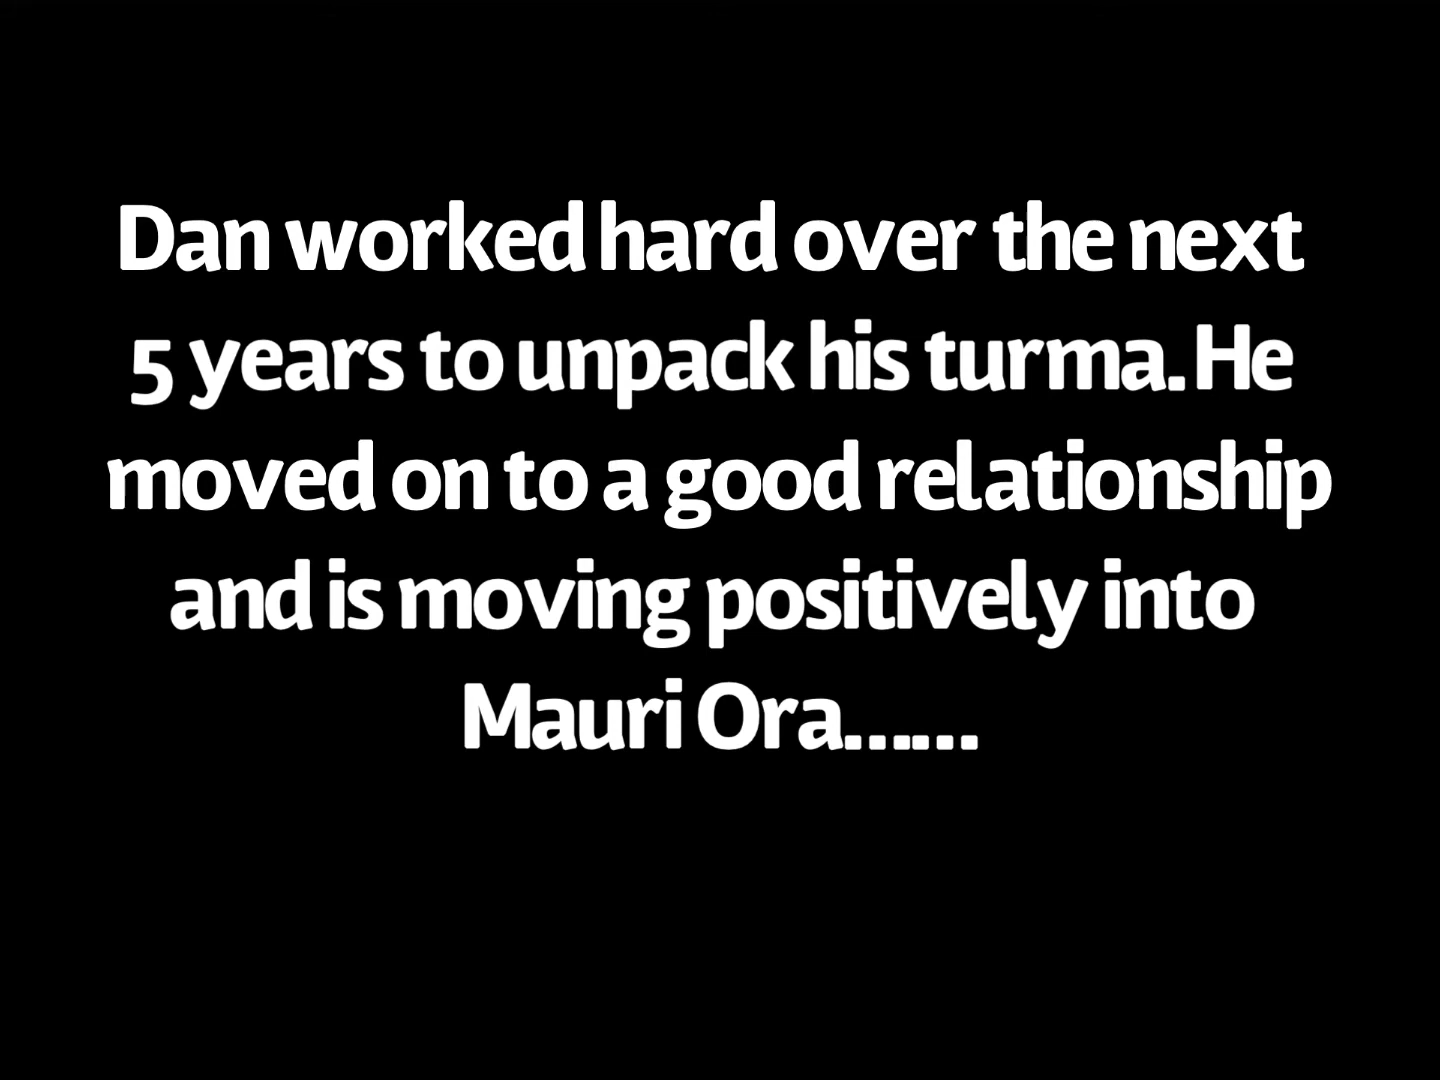 Dan worked hard over the next
5 years to unpack his turma. He
moved on to a good relationship
and is moving positively into
Mauri Ora......